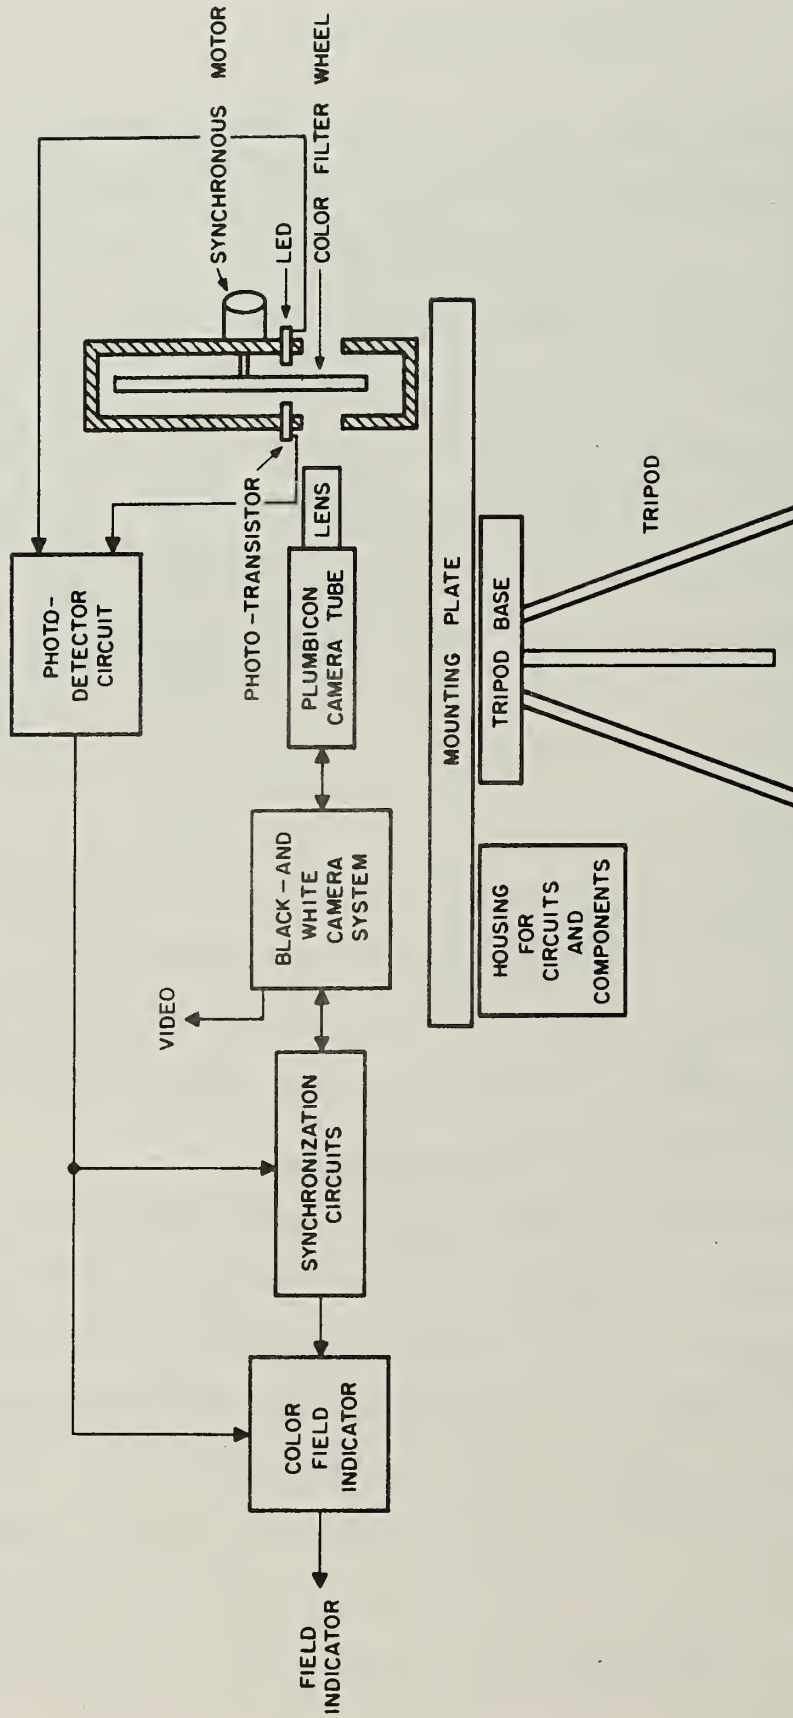 PHOTO-
DETECTOR
CIRCUIT
SYNCHRONOUS MOTOR
LED
COLOR FILTER WHEEL
PHOTO-TRANSISTOR
LENS
PLUMBICON
CAMERA TUBE
BLACK-AND
WHITE
CAMERA
SYSTEM
VIDEO
SYNCHRONIZATION
CIRCUITS
COLOR
FIELD
INDICATOR
FIELD
INDICATOR
MOUNTING PLATE
TRIPOD BASE
TRIPOD
HOUSING
FOR
CIRCUITS
AND
COMPONENTS